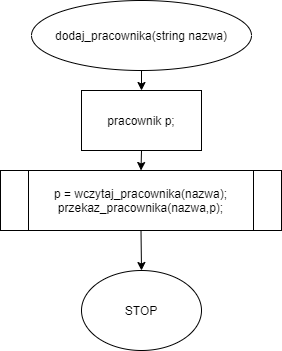 dodaj_pracownika(string nazwa)
pracownik p;
p = wczytaj_pracownika(nazwa);
przekaz_pracownika(nazwa,p);
STOP